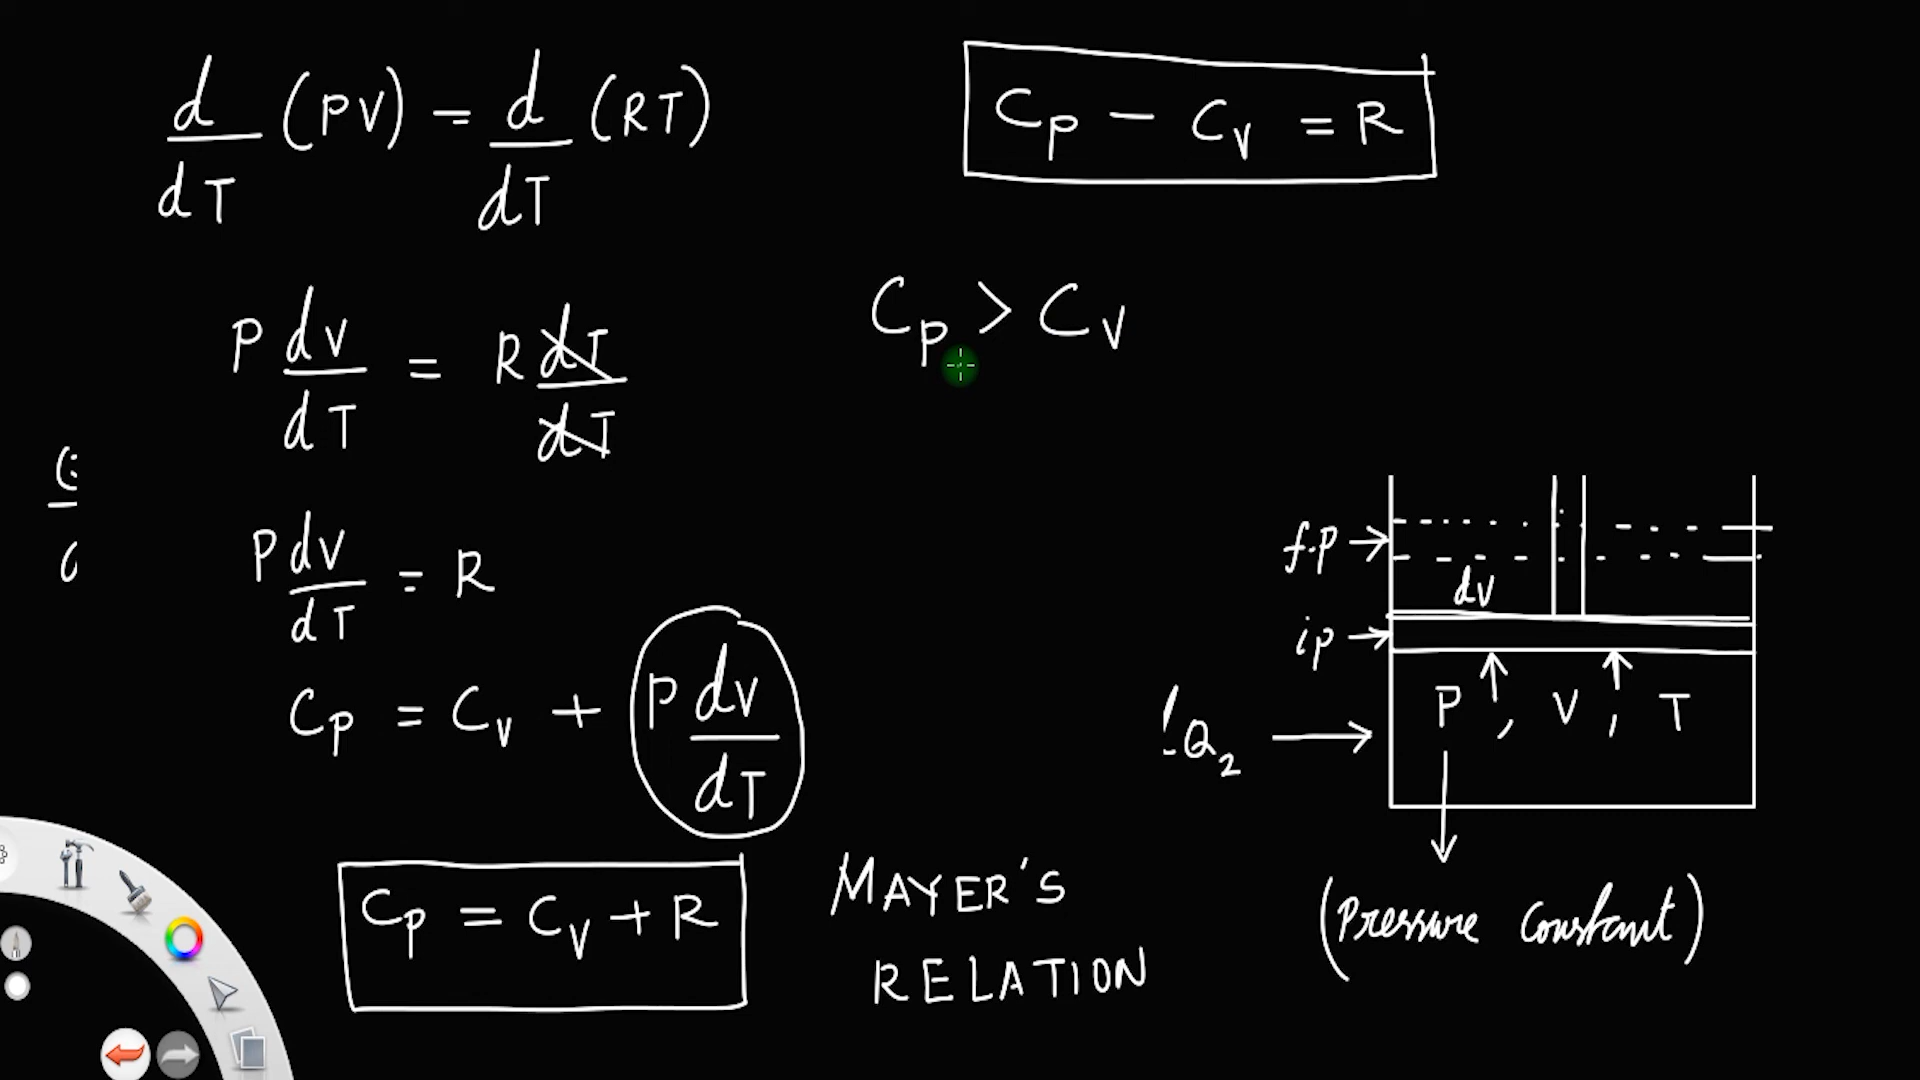 d/dT (PV) = d/dT (RT)
P dV/dT = R dT/dT
P dV/dT = R
Cp = Cv + P dV/dT
Cp = Cv + R
MAYER'S
RELATION
Cp - Cv = R
Cp > Cv
f.p →
dV
ip →
P, V, T
Q2 →
(Pressure Constant)